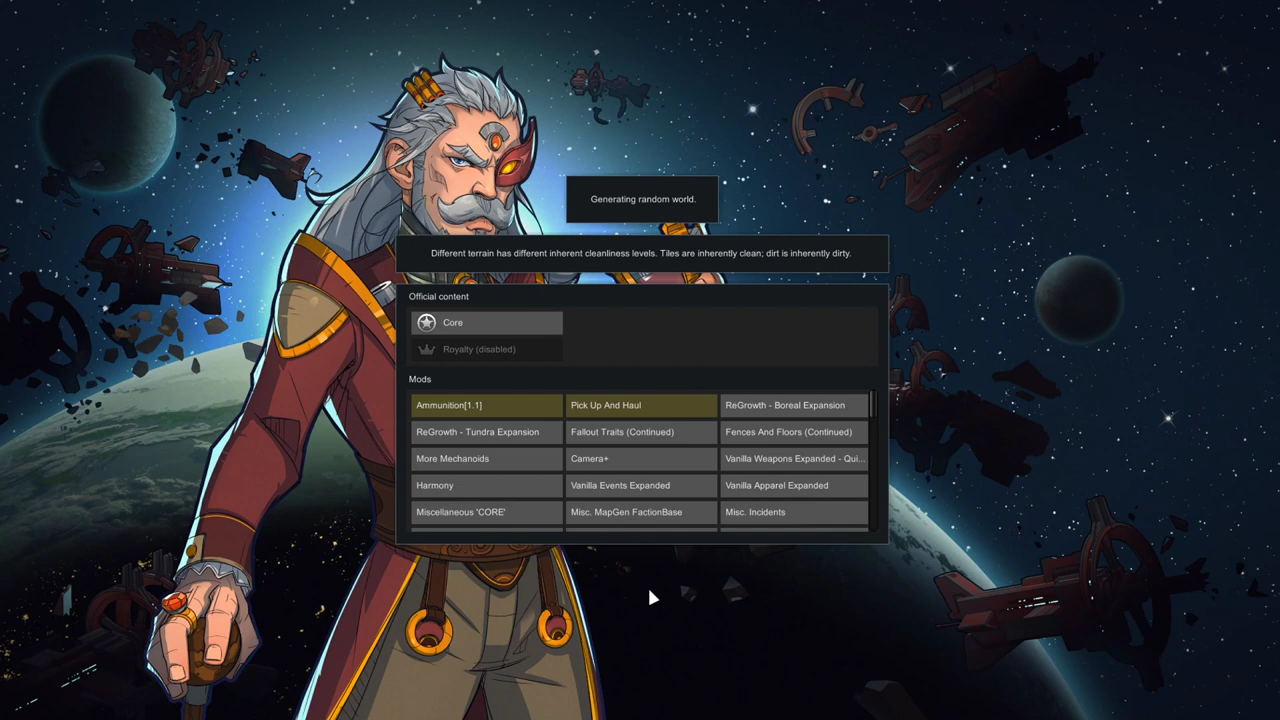 Generating random world.
Different terrain has different inherent cleanliness levels. Tiles are inherently clean; dirt is inherently dirty.
Official content
Core
Royalty (disabled)
Mods
Ammunition[1.1] Pick Up And Haul ReGrowth - Boreal Expansion
ReGrowth - Tundra Expansion Fallout Traits (Continued) Fences And Floors (Continued)
More Mechanoids Camera+ Vanilla Weapons Expanded - Qui...
Harmony Vanilla Events Expanded Vanilla Apparel Expanded
Miscellaneous 'CORE' Misc. MapGen FactionBase Misc. Incidents